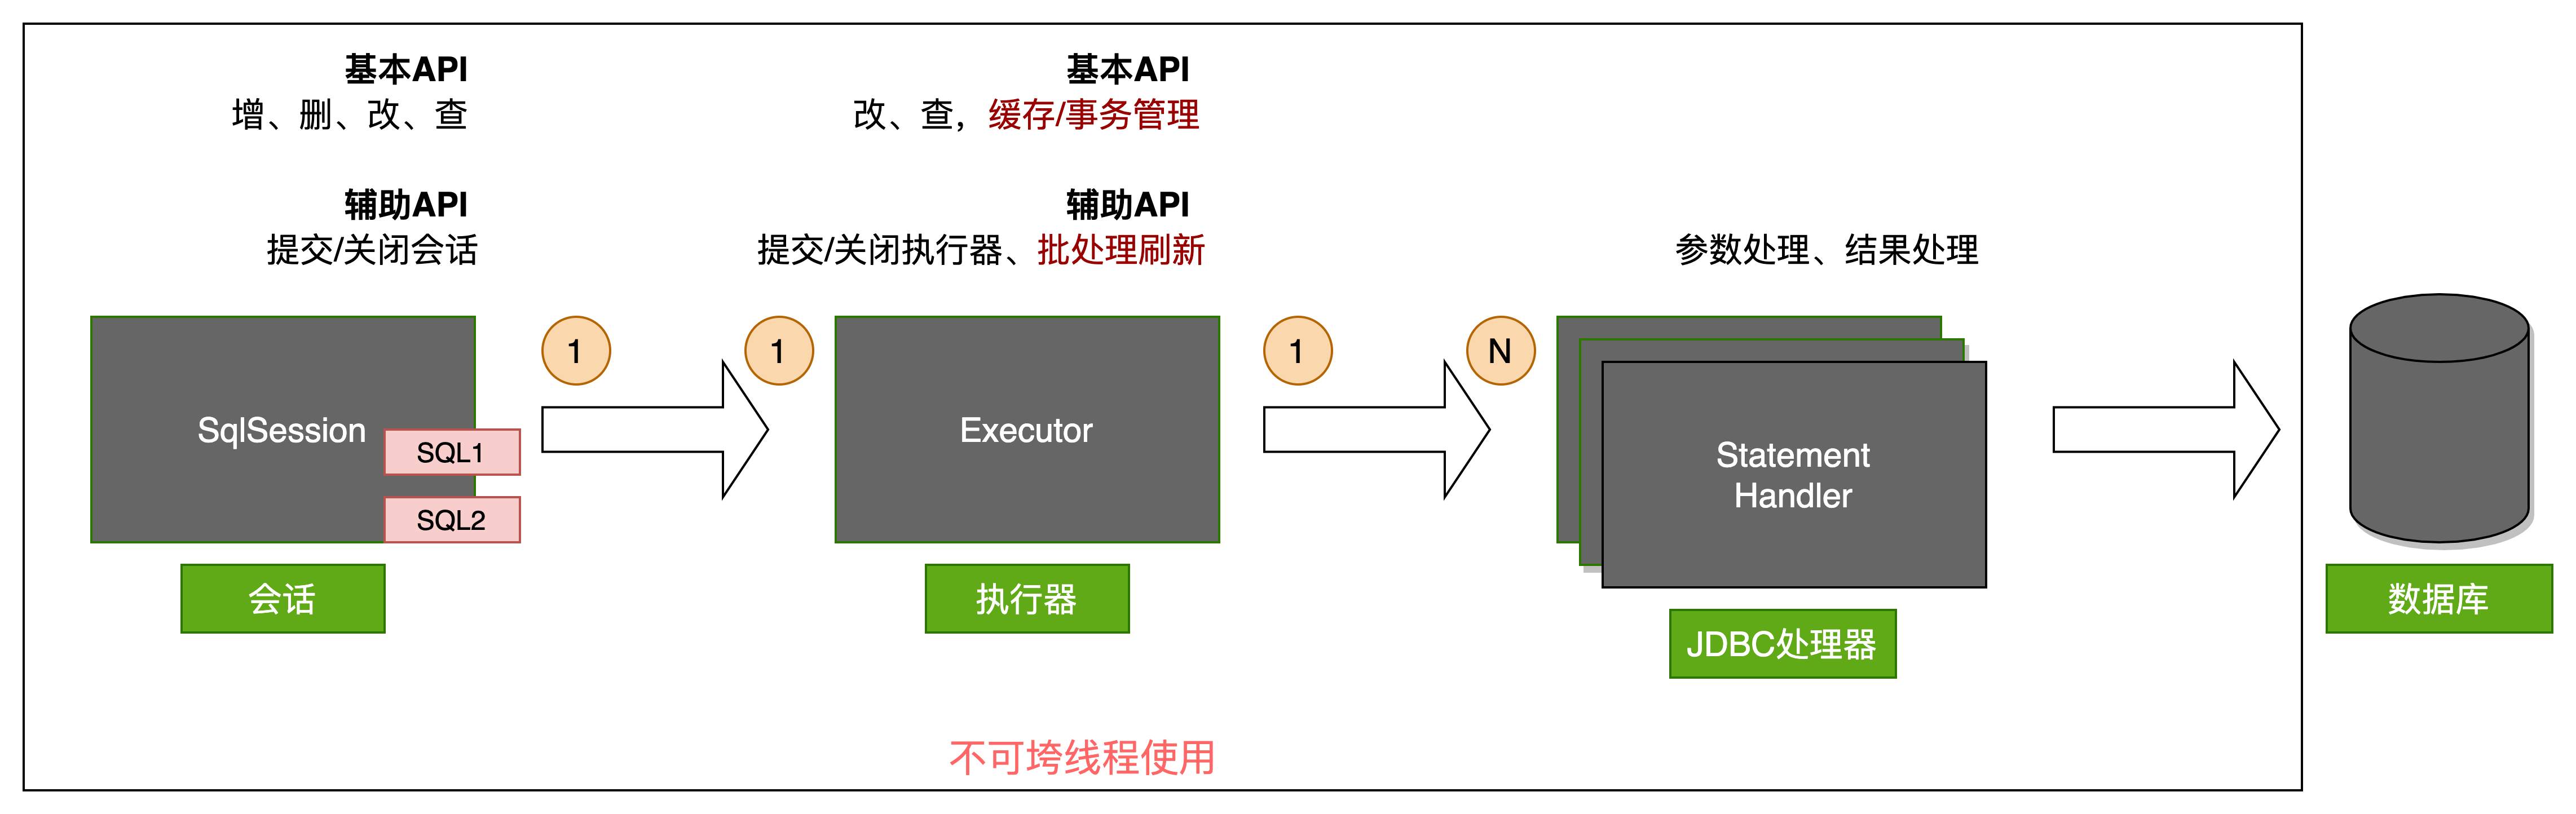 基本API
增、删、改、查
辅助API
提交/关闭会话
基本API
改、查，缓存/事务管理
辅助API
提交/关闭执行器、批处理刷新
参数处理、结果处理
SqlSession
SQL1
SQL2
会话
1
1
Executor
执行器
1
N
Statement
Handler
JDBC处理器
数据库
不可垮线程使用